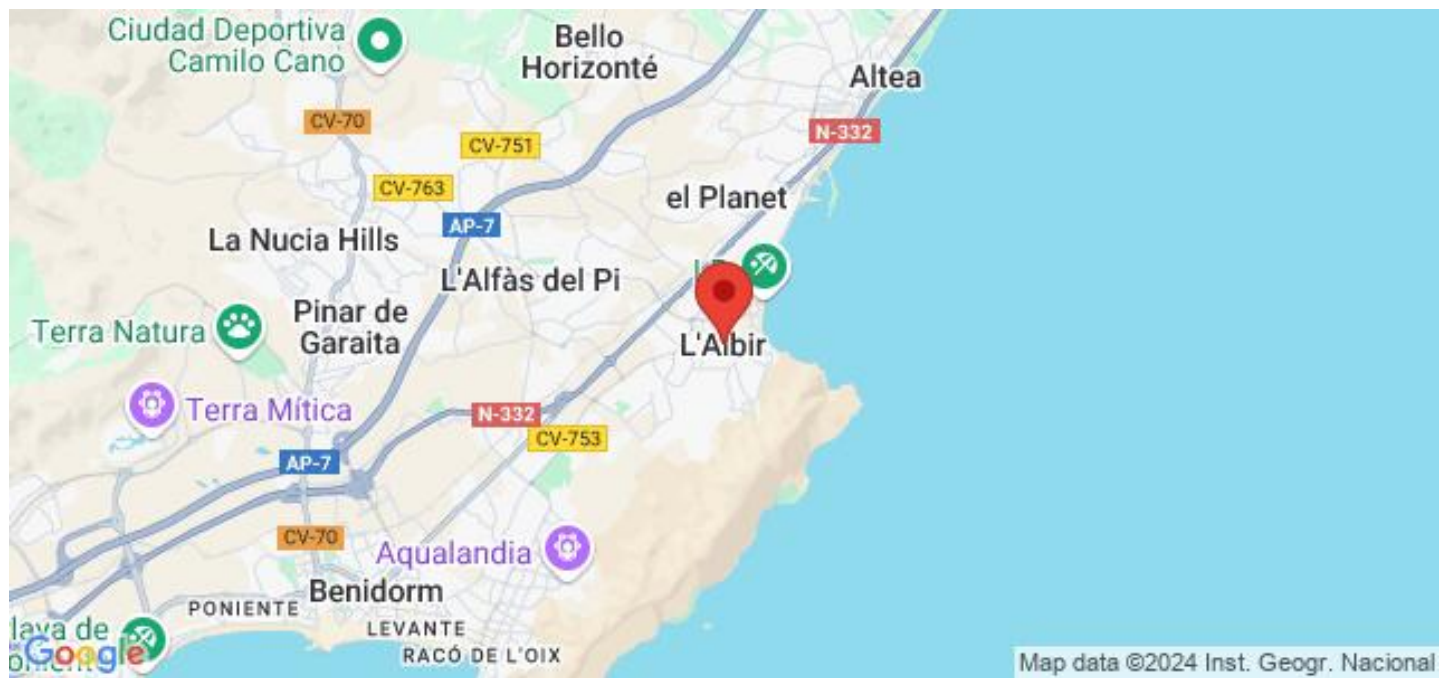 Ciudad Deportiva
Camilo Canò
Bello
Horizonté
Altea
CV-70
N-332
CV-751
CV-763
el Planet
AP-7
La Nucia Hills
L'Alfàs del Pi
Pinar de
Garaita
Terra Natura
L'Albir
Terra Mítica
N-332
CV-753
AP-7
CV-70
Aqualandia
Benidorm
PONIENTE
LEVANTE
RACÓ DE L'OIX
Google
Map data ©2024 Inst. Geogr. Nacional